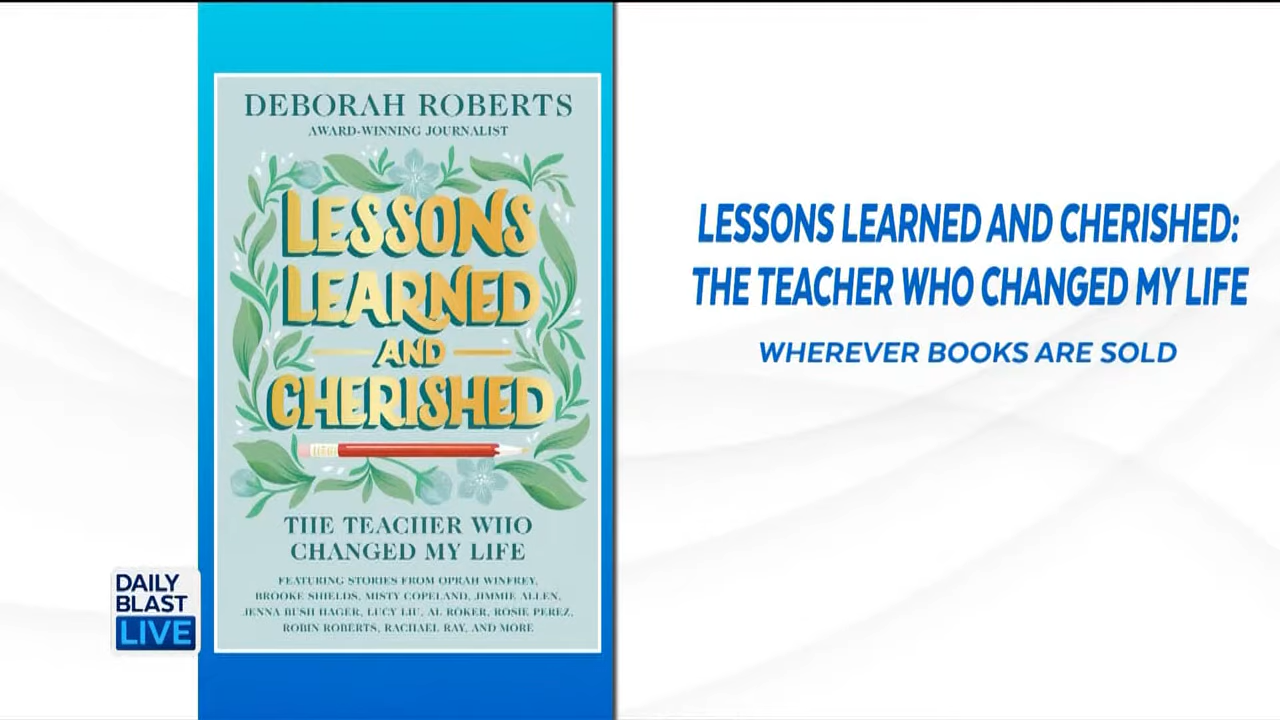 DEBORAH ROBERTS
AWARD-WINNING JOURNALIST
LESSONS
LEARNED
AND
CHERISHED
THE TEACHER WHO
CHANGED MY LIFE
FEATURING STORIES FROM OPRAH WINFREY,
BROOKE SHIELDS, MISTY COPELAND, JIMMIE ALLEN,
JENNA BUSH HAGER, LUCY LIU, AL ROKER, ROSIE PEREZ,
ROBIN ROBERTS, RACHAEL RAY, AND MORE
LESSONS LEARNED AND CHERISHED:
THE TEACHER WHO CHANGED MY LIFE
WHEREVER BOOKS ARE SOLD
DAILY
BLAST
LIVE